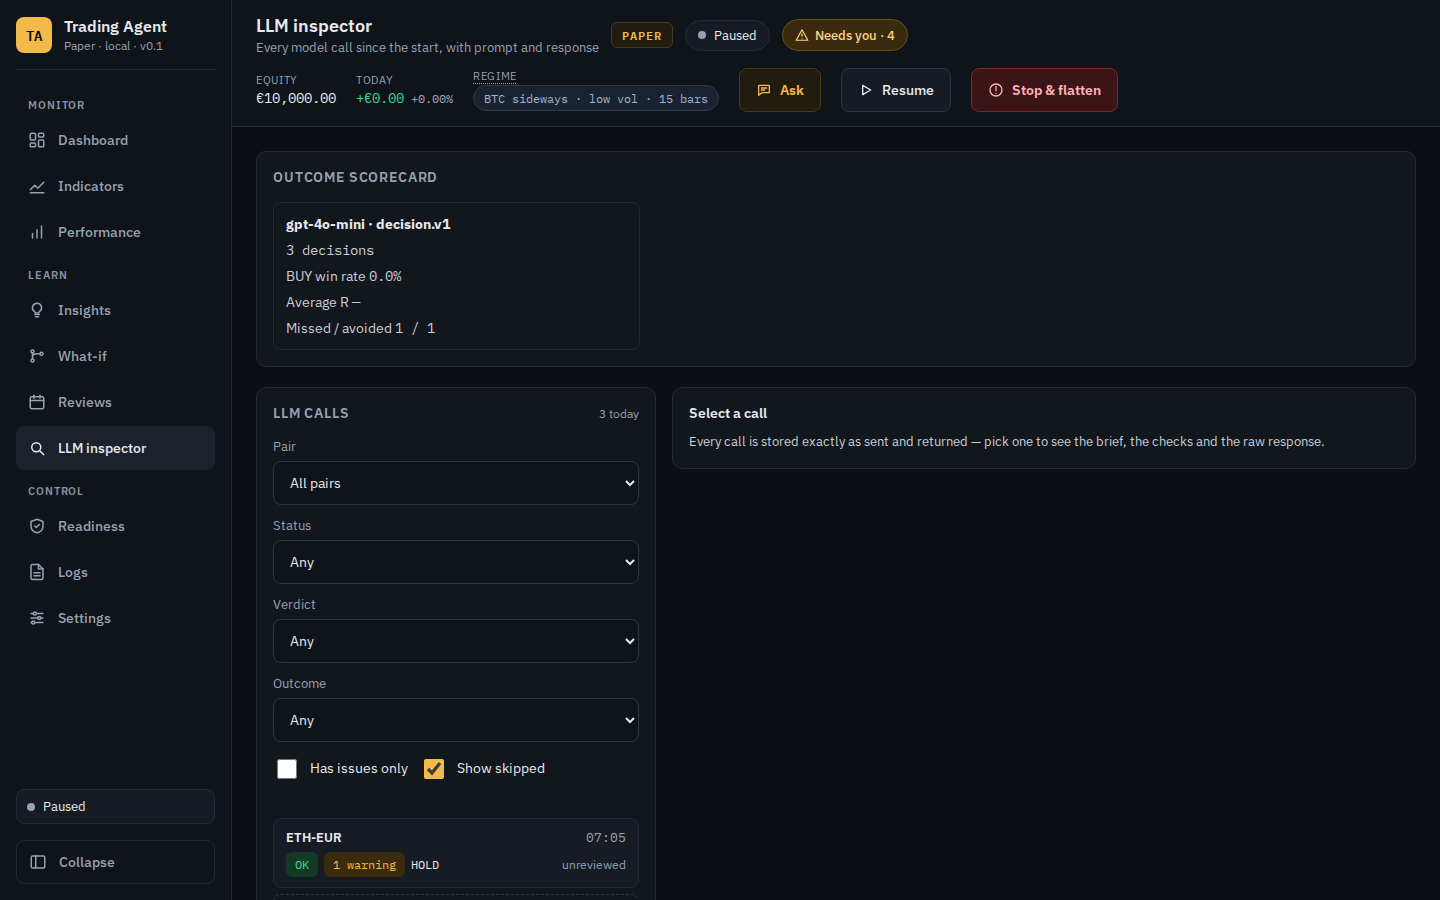 TA
Trading Agent
Paper · local · v0.1
MONITOR
Dashboard
Indicators
Performance
LEARN
Insights
What-if
Reviews
LLM inspector
CONTROL
Readiness
Logs
Settings
Paused
Collapse
LLM inspector
Every model call since the start, with prompt and response
PAPER
Paused
Needs you · 4
EQUITY
€10,000.00
TODAY
+€0.00 +0.00%
REGIME
BTC sideways · low vol · 15 bars
Ask
Resume
Stop & flatten
OUTCOME SCORECARD
gpt-4o-mini · decision.v1
3 decisions
BUY win rate 0.0%
Average R —
Missed / avoided 1 / 1
LLM CALLS
3 today
Pair
All pairs
Status
Any
Verdict
Any
Outcome
Any
Has issues only
Show skipped
ETH-EUR
07:05
OK
1 warning
HOLD
unreviewed
Select a call
Every call is stored exactly as sent and returned — pick one to see the brief, the checks and the raw response.